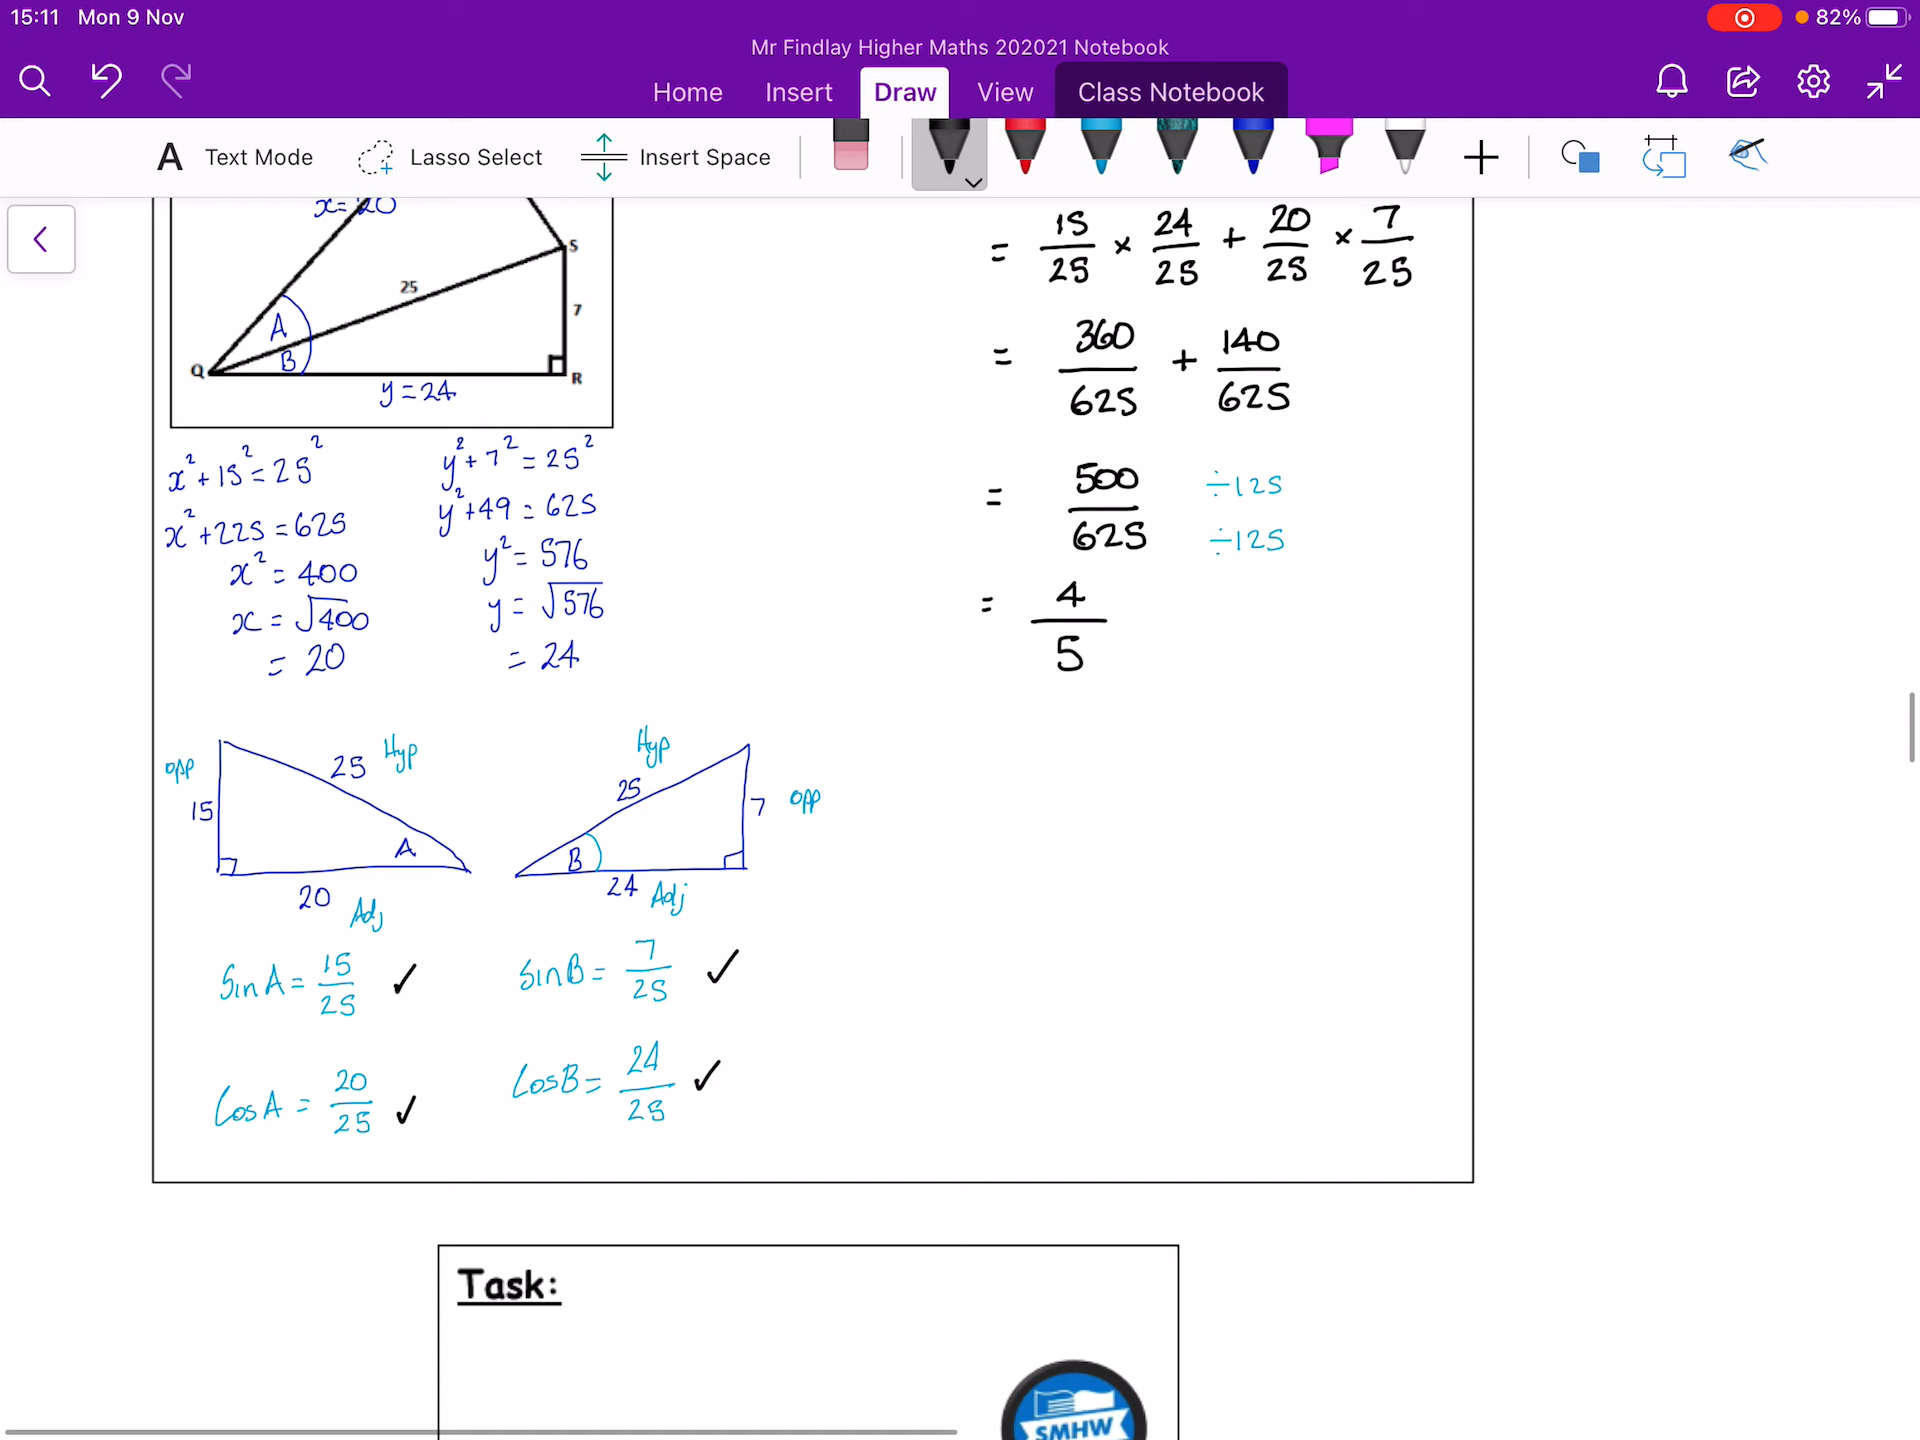 15:11 Mon 9 Nov
82%
Mr Findlay Higher Maths 202021 Notebook
Home Insert Draw View Class Notebook
A Text Mode Lasso Select Insert Space
x = 20
S
25
7
A
B
Q
R
y = 24
x² + 15² = 25²
x² + 225 = 625
x² = 400
x = √400
= 20
y² + 7² = 25²
y² + 49 = 625
y² = 576
y = √576
= 24
= 15/25 × 24/25 + 20/25 × 7/25
= 360/625 + 140/625
= 500/625 ÷125 ÷125
= 4/5
opp
15
25 Hyp
A
20 Adj
Hyp
25
7 opp
B
24 Adj
Sin A = 15/25 ✓
Sin B = 7/25 ✓
Cos A = 20/25 ✓
Cos B = 24/25 ✓
Task:
SMHW